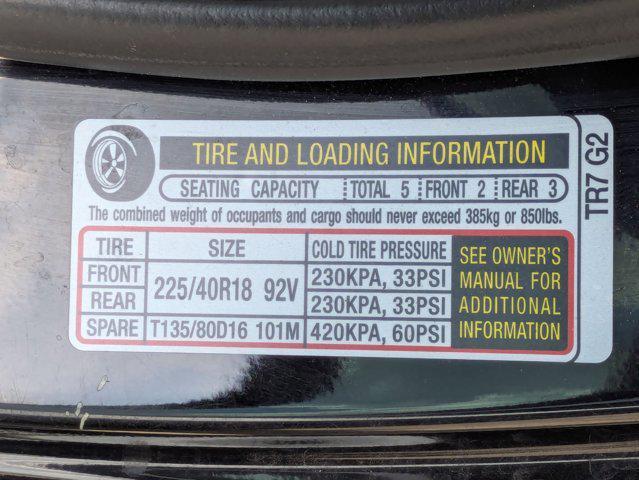 TIRE AND LOADING INFORMATION
SEATING CAPACITY TOTAL 5 FRONT 2 REAR 3
The combined weight of occupants and cargo should never exceed 385kg or 850lbs.
TIRE SIZE COLD TIRE PRESSURE
FRONT 225/40R18 92V 230KPA, 33PSI
REAR 230KPA, 33PSI
SPARE T135/80D16 101M 420KPA, 60PSI
SEE OWNER'S
MANUAL FOR
ADDITIONAL
INFORMATION
TR7 G2